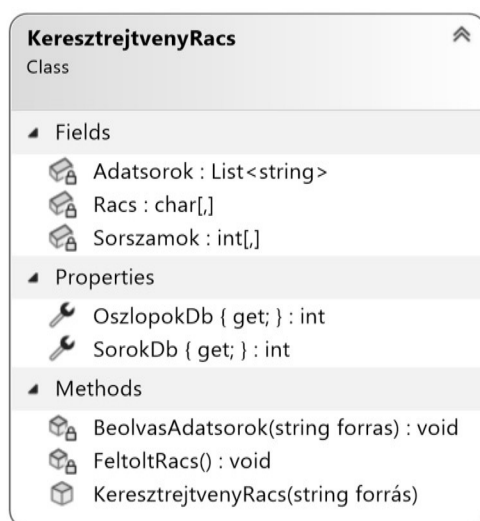 KeresztrejtvenyRacs
Class
Fields
Adatsorok : List<string>
Racs : char[,]
Sorszamok : int[,]
Properties
OszlopokDb { get; } : int
SorokDb { get; } : int
Methods
BeolvasAdatsorok(string forras) : void
FeltoltRacs() : void
KeresztrejtvenyRacs(string forrás)